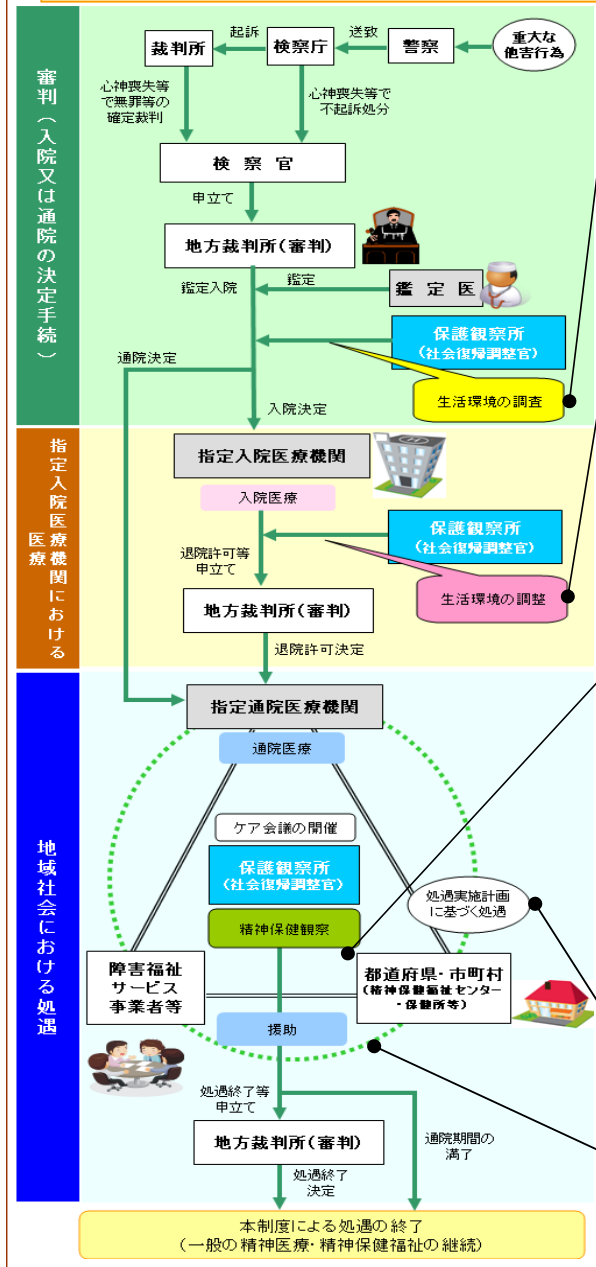 審判（入院又は通院の決定手続）
重大な
他害行為
警察
送致
検察庁
起訴
裁判所
心神喪失等
で無罪等の
確定裁判
心神喪失等で
不起訴処分
検察官
申立て
地方裁判所（審判）
鑑定入院
鑑定
鑑定医
保護観察所
（社会復帰調整官）
生活環境の調査
通院決定
入院決定
指定入院医療機関における
医療
指定入院医療機関
入院医療
保護観察所
（社会復帰調整官）
生活環境の調整
退院許可等
申立て
地方裁判所（審判）
退院許可決定
地域社会における処遇
指定通院医療機関
通院医療
ケア会議の開催
保護観察所
（社会復帰調整官）
精神保健観察
処遇実施計画
に基づく処遇
障害福祉
サービス
事業者等
都道府県・市町村
（精神保健福祉センター
・保健所等）
援助
処遇終了等
申立て
地方裁判所（審判）
通院期間の
満了
処遇終了
決定
本制度による処遇の終了
（一般の精神医療・精神保健福祉の継続）